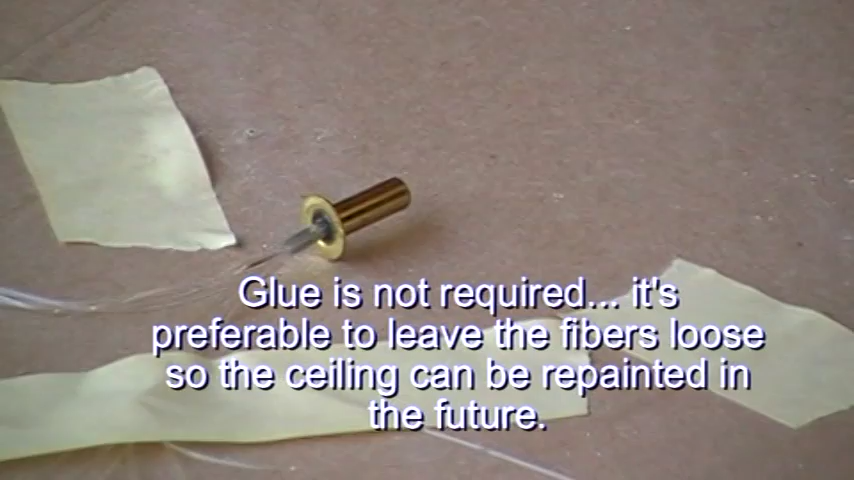 Glue is not required... it's
preferable to leave the fibers loose
so the ceiling can be repainted in
the future.